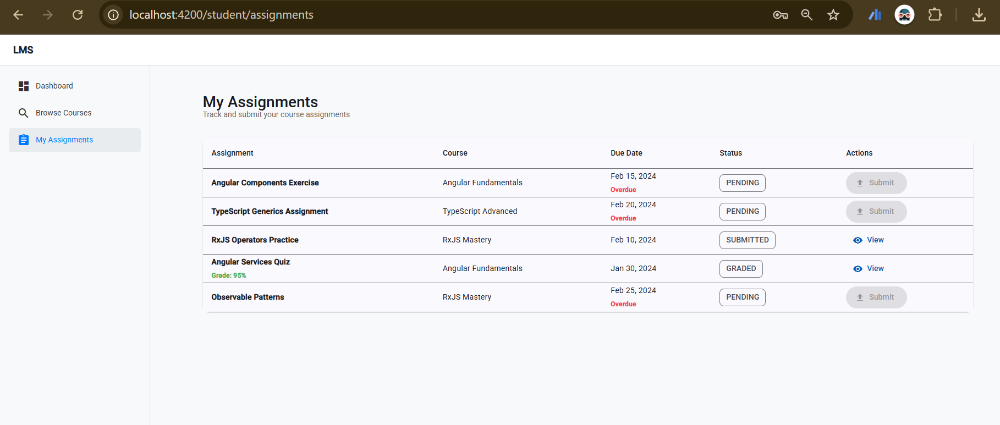 localhost:4200/student/assignments
LMS
Dashboard
Browse Courses
My Assignments
My Assignments
Track and submit your course assignments
Assignment Course Due Date Status Actions
Angular Components Exercise Angular Fundamentals Feb 15, 2024 PENDING Submit
Overdue
TypeScript Generics Assignment TypeScript Advanced Feb 20, 2024 PENDING Submit
Overdue
RxJS Operators Practice RxJS Mastery Feb 10, 2024 SUBMITTED View
Angular Services Quiz Angular Fundamentals Jan 30, 2024 GRADED View
Grade: 95%
Observable Patterns RxJS Mastery Feb 25, 2024 PENDING Submit
Overdue